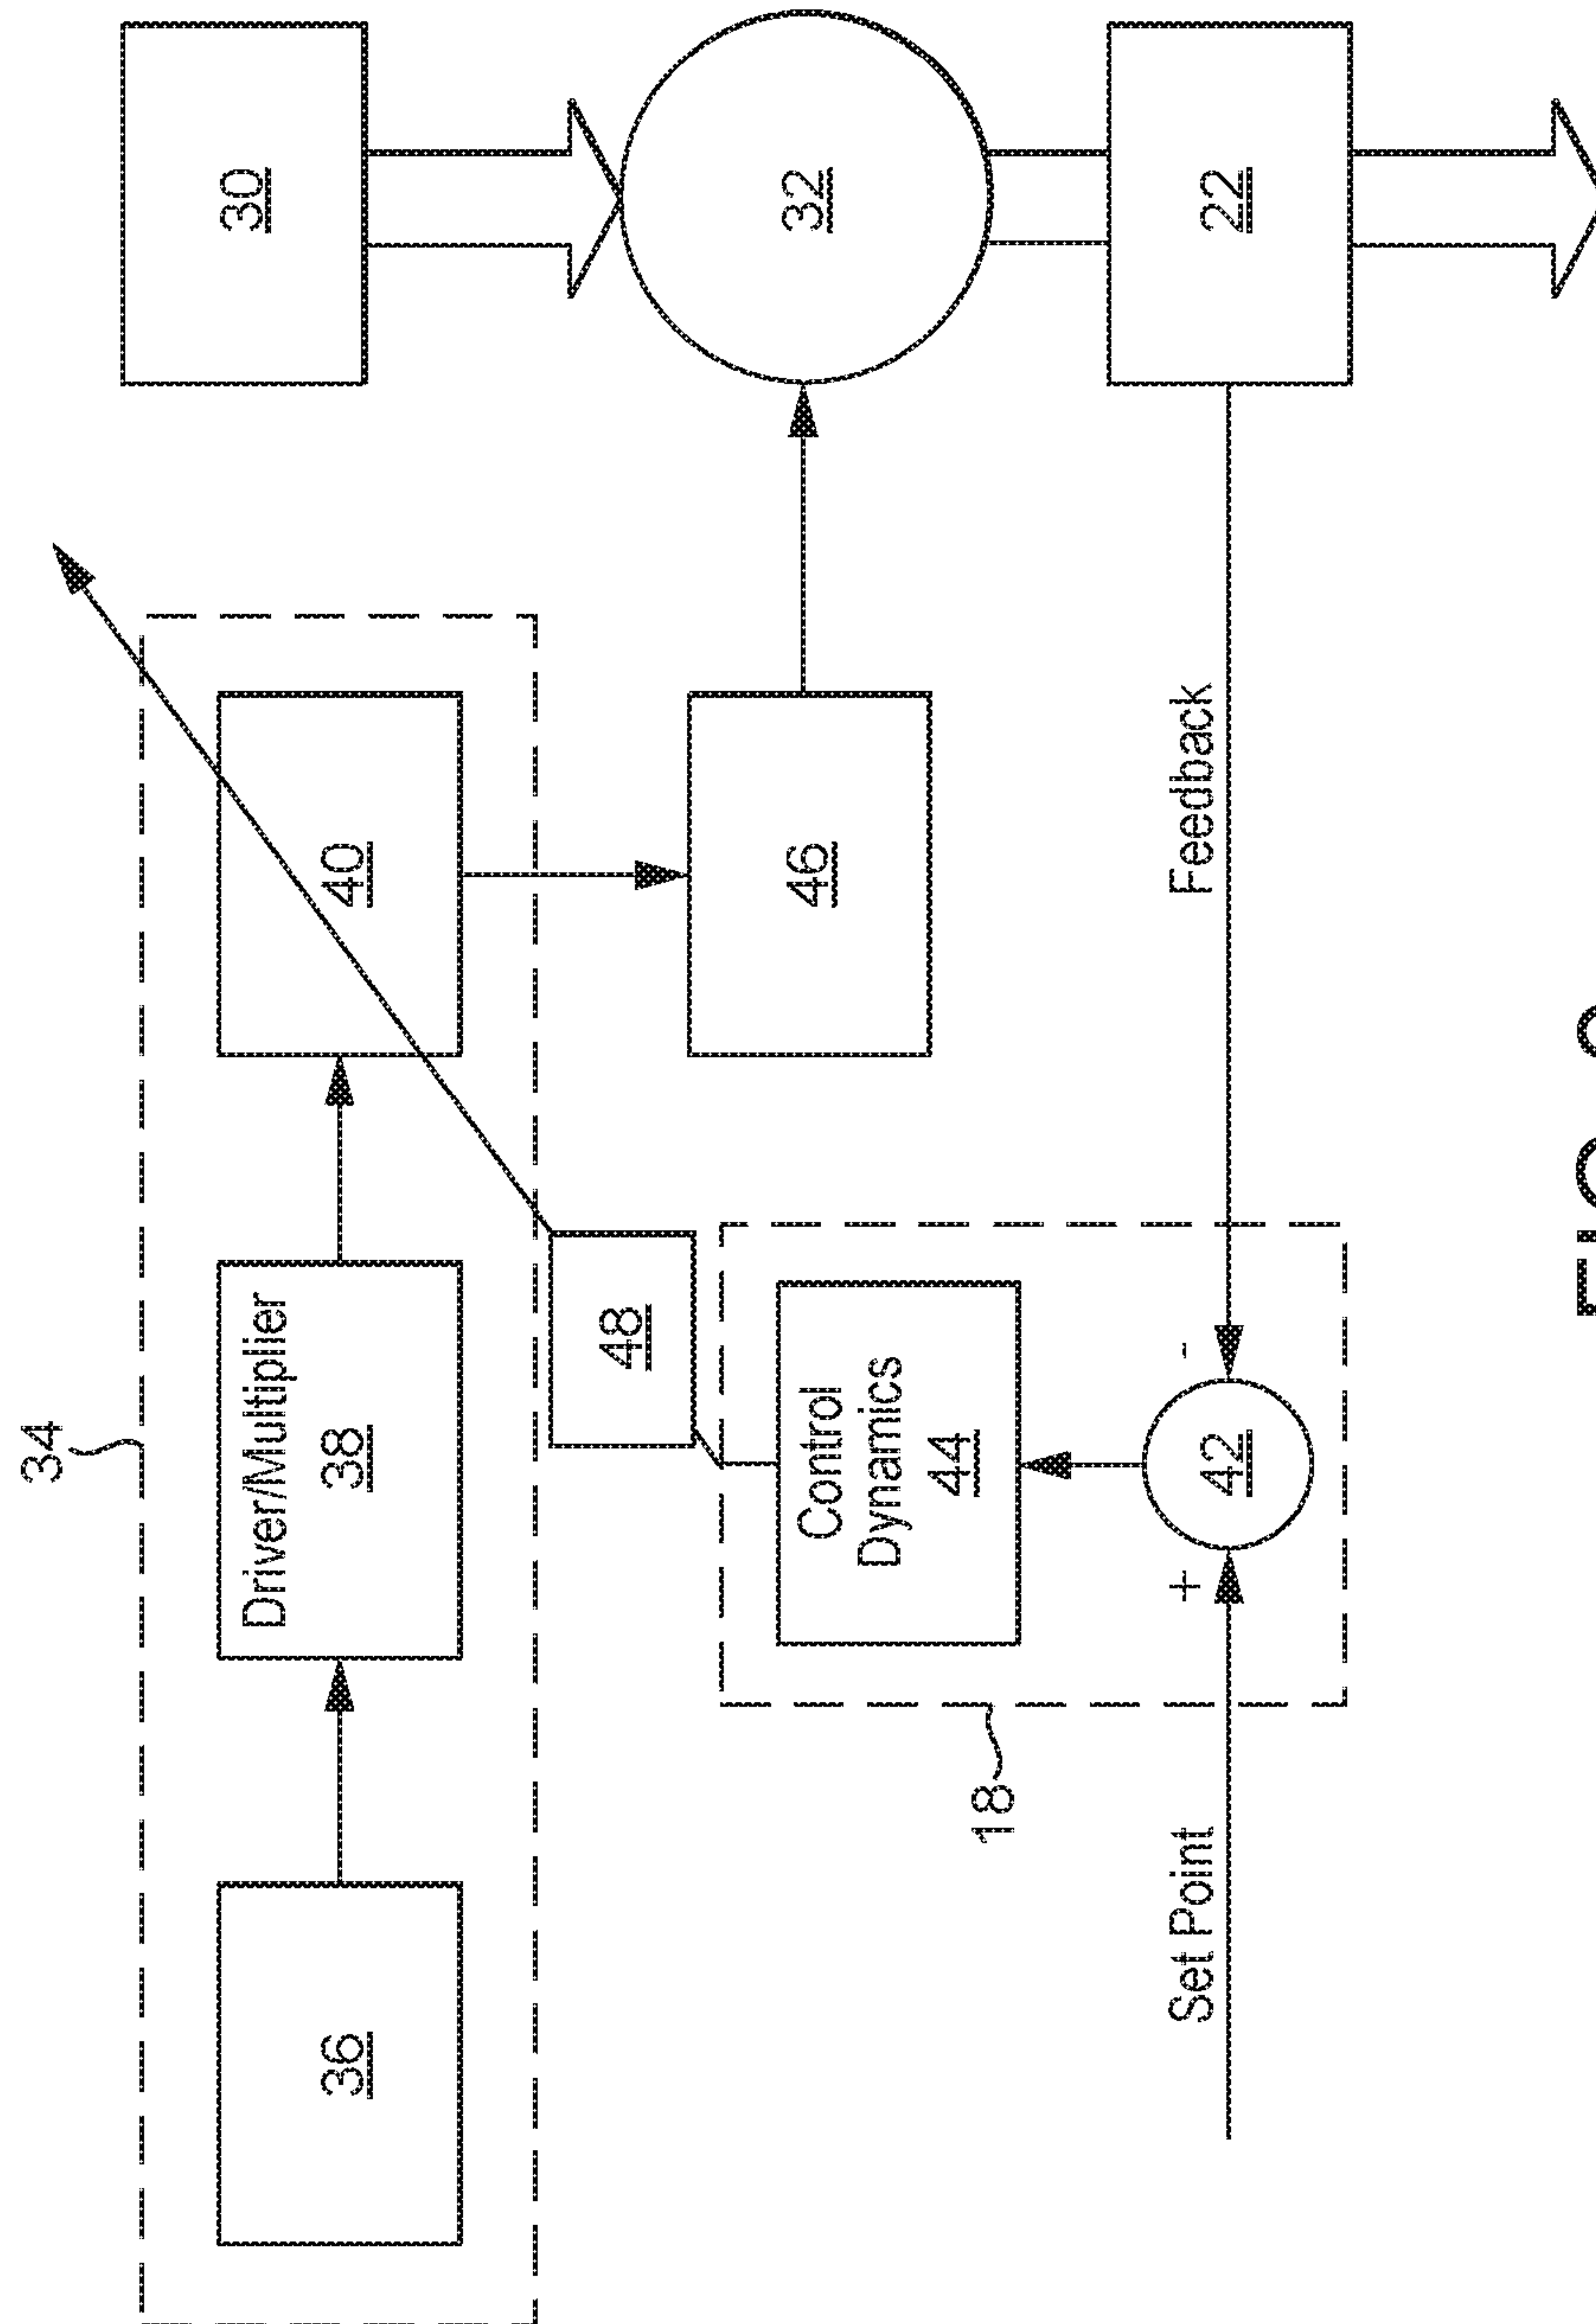 34
Driver/Multiplier
30
36
38
40
48
46
32
Control
Dynamics
44
18
Set Point
+
-
Feedback
42
22